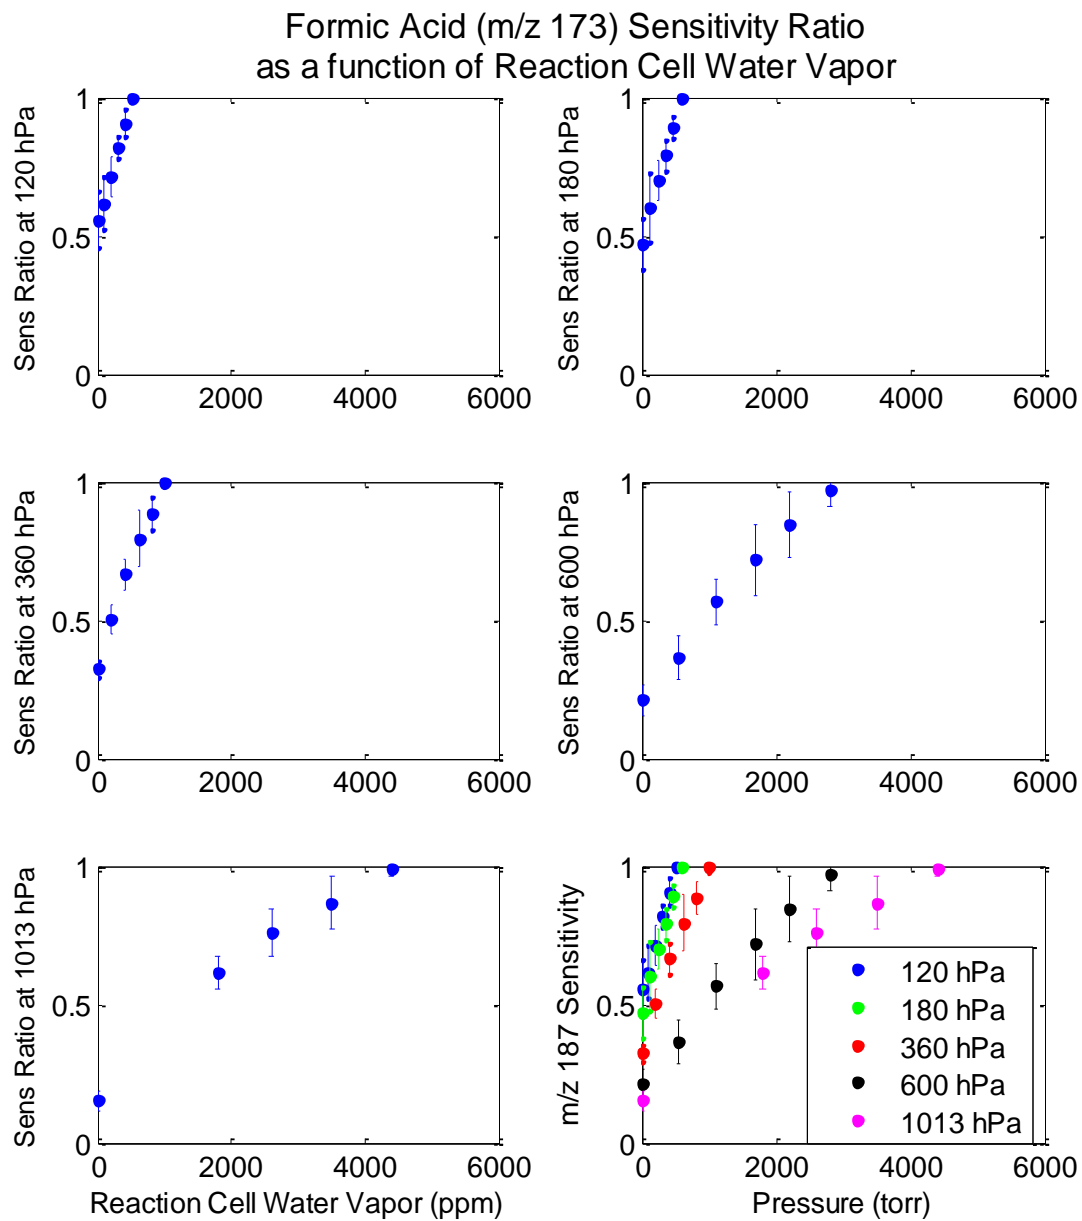 Formic Acid (m/z 173) Sensitivity Ratio
as a function of Reaction Cell Water Vapor
Sens Ratio at 120 hPa
1
0.5
0
0 2000 4000 6000
Sens Ratio at 180 hPa
1
0.5
0
0 2000 4000 6000
Sens Ratio at 360 hPa
1
0.5
0
0 2000 4000 6000
Sens Ratio at 600 hPa
1
0.5
0
0 2000 4000 6000
Sens Ratio at 1013 hPa
1
0.5
0
0 2000 4000 6000
Reaction Cell Water Vapor (ppm)
m/z 187 Sensitivity
1
0.5
0
120 hPa
180 hPa
360 hPa
600 hPa
1013 hPa
0 2000 4000 6000
Pressure (torr)